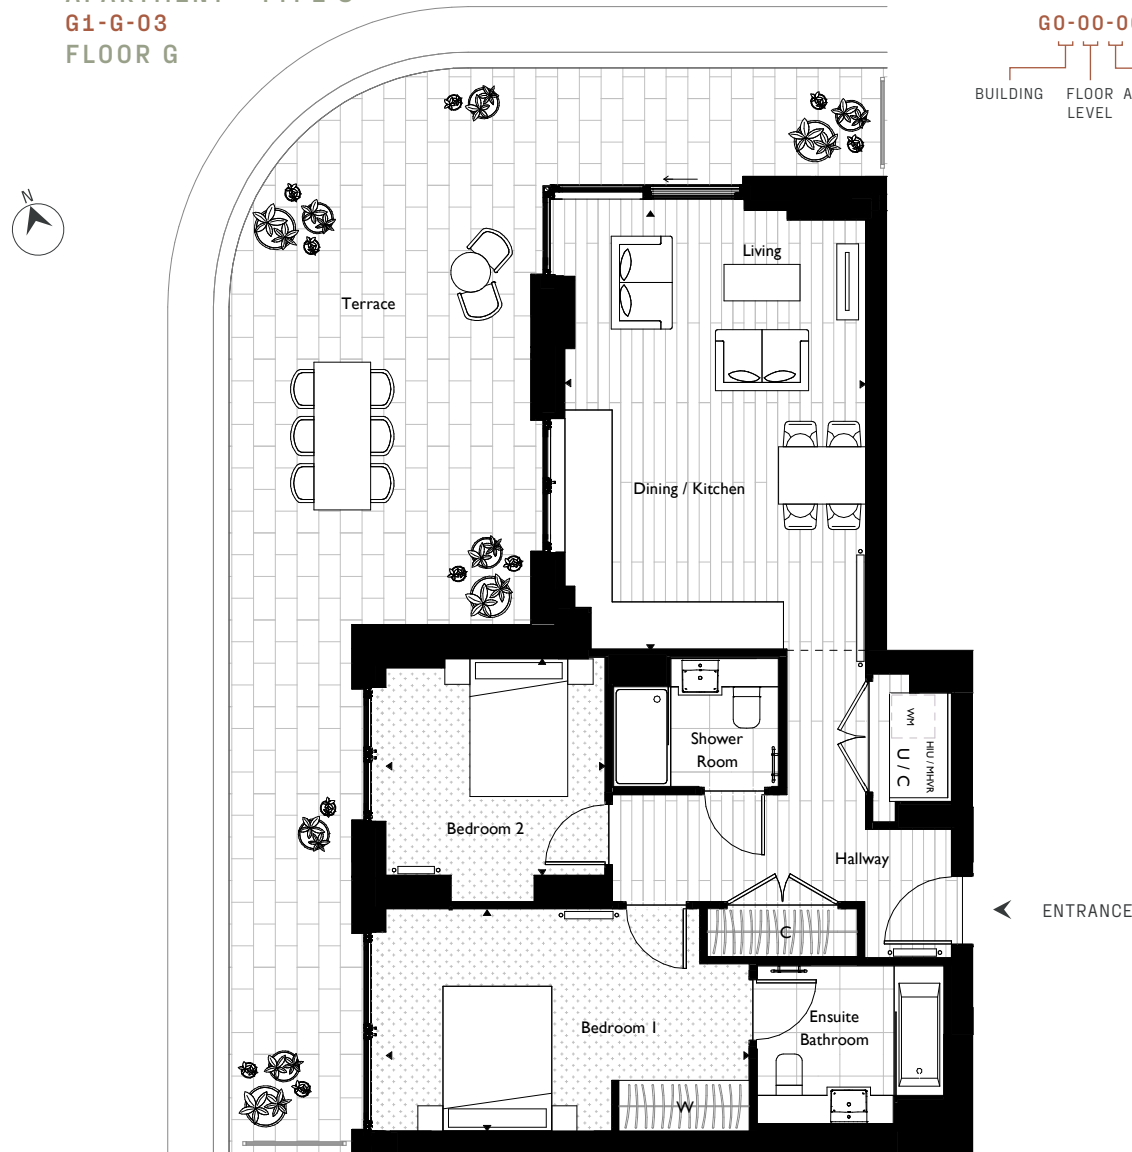 G1-G-03
FLOOR G
G0-00-0
BUILDING
FLOOR A
LEVEL
N
Living
Terrace
Dining / Kitchen
Shower
Room
WM
HIU / MHVR
U / C
Bedroom 2
Hallway
C
ENTRANCE
Bedroom 1
Ensuite
Bathroom
W